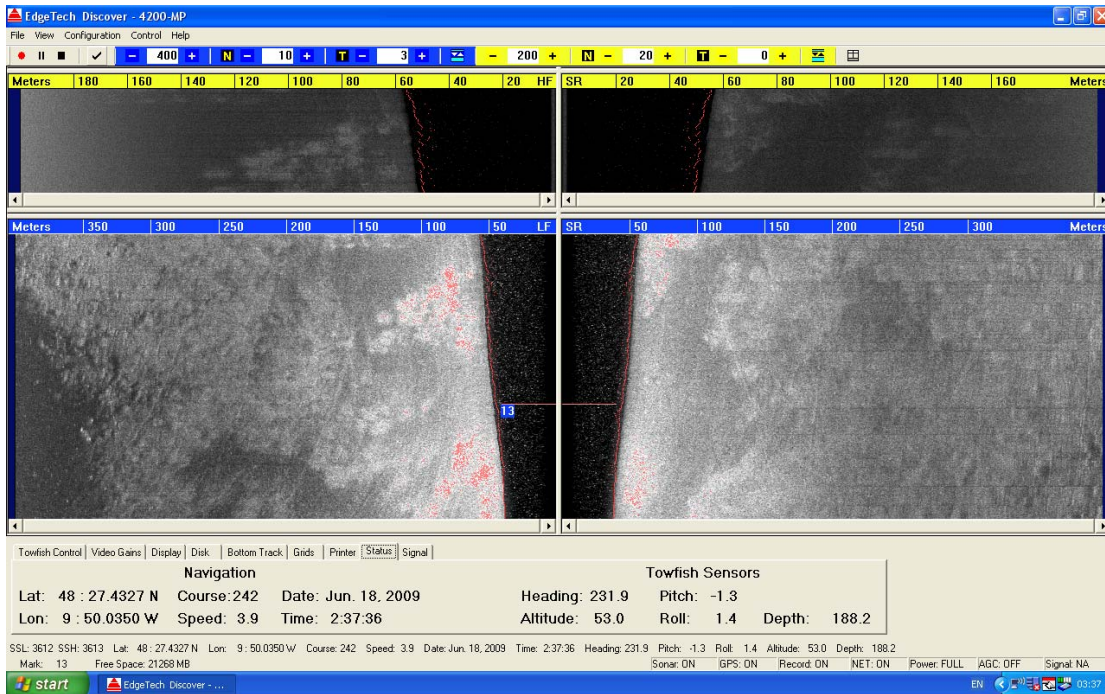 EdgeTech Discover - 4200-MP
File View Configuration Control Help
- 400 + N - 10 + T - 3 + - 200 + N - 20 + T - 0 +
Meters 180 160 140 120 100 80 60 40 20 HF SR 20 40 60 80 100 120 140 160 Meters
Meters 350 300 250 200 150 100 50 LF SR 50 100 150 200 250 300 Meters
13
Towfish Control Video Gains Display Disk Bottom Track Grids Printer Status Signal
Navigation Towfish Sensors
Lat: 48 : 27.4327 N Course: 242 Date: Jun. 18, 2009 Heading: 231.9 Pitch: -1.3
Lon: 9 : 50.0350 W Speed: 3.9 Time: 2:37:36 Altitude: 53.0 Roll: 1.4 Depth: 188.2
SSL: 3612 SSH: 3613 Lat: 48 : 27.4327 N Lon: 9 : 50.0350 W Course: 242 Speed: 3.9 Date: Jun. 18, 2009 Time: 2:37:36 Heading: 231.9 Pitch: -1.3 Roll: 1.4 Altitude: 53.0 Depth: 188.2
Mark: 13 Free Space: 21268 MB Sonar: ON GPS: ON Record: ON NET: ON Power: FULL AGC: OFF Signal: NA
start EdgeTech Discover - ... EN 03:37